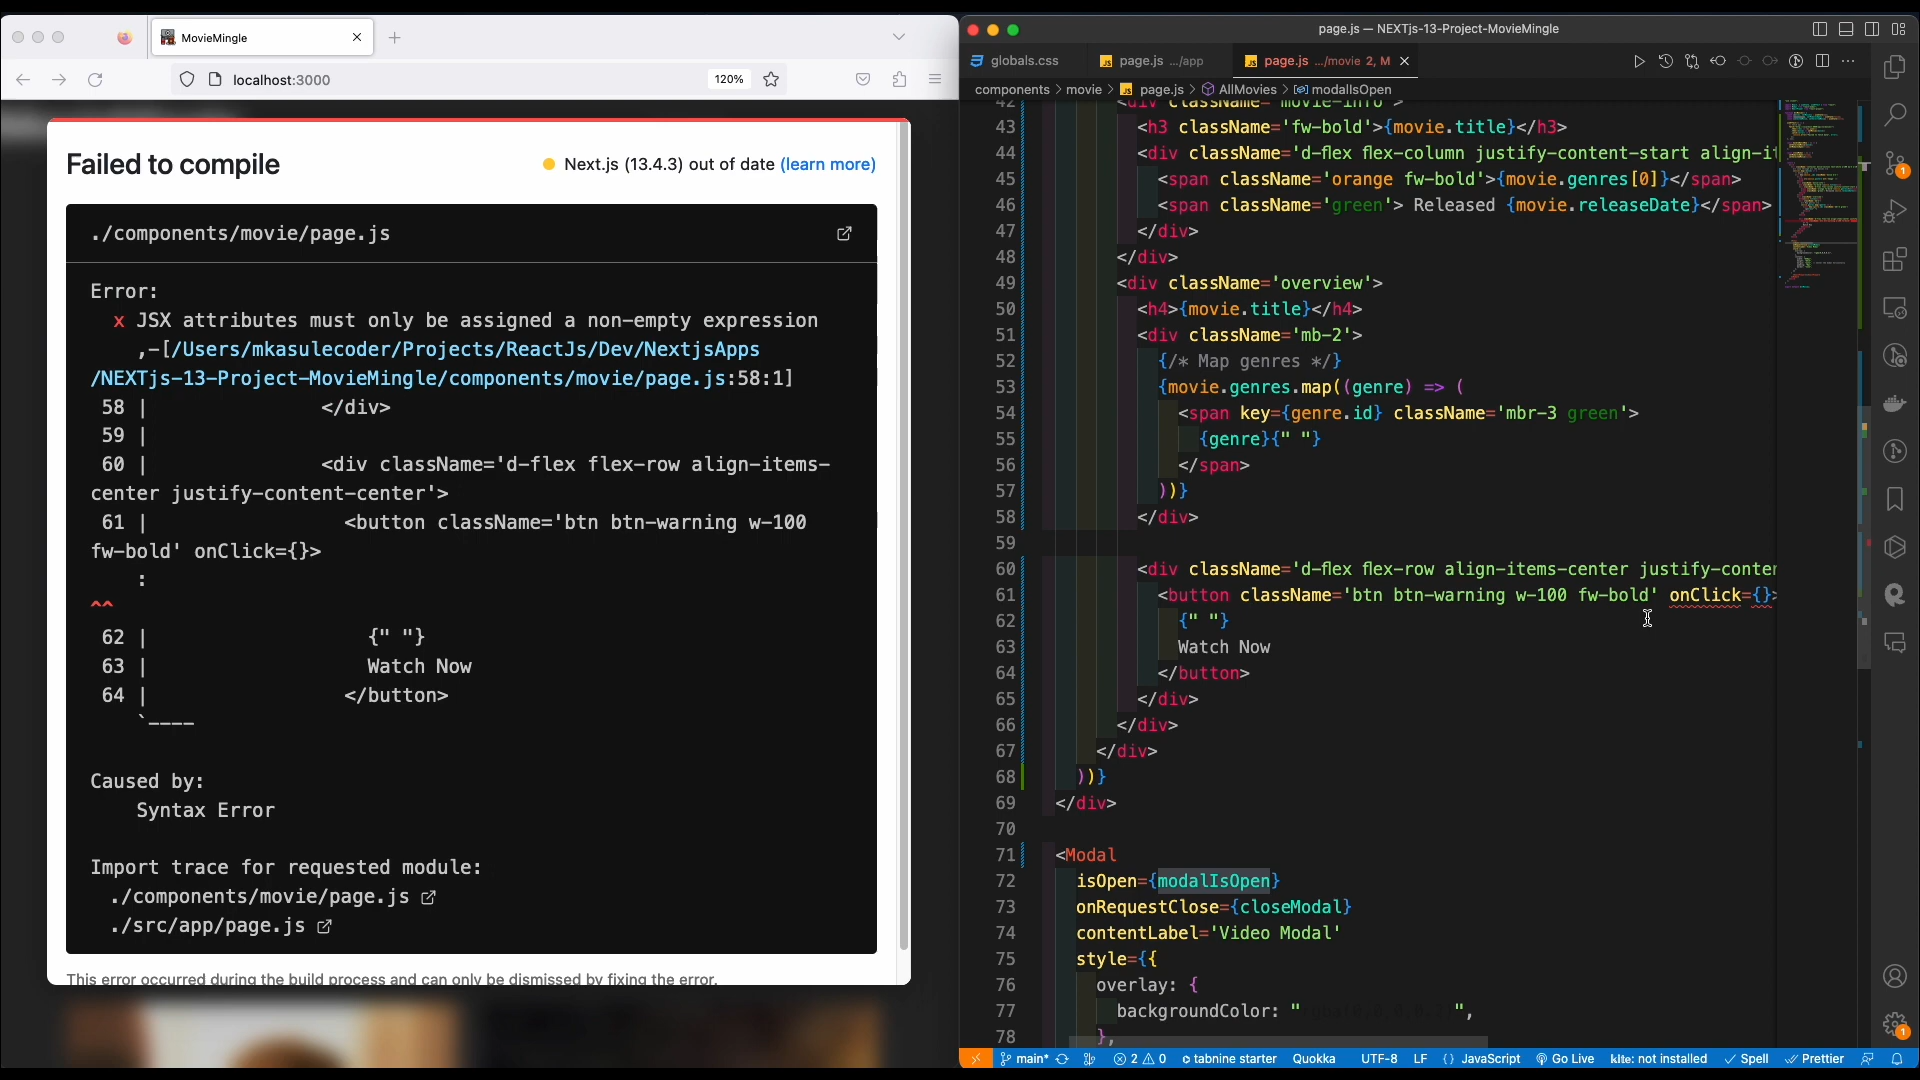 MovieMingle
localhost:3000
120%
Failed to compile
Next.js (13.4.3) out of date (learn more)
./components/movie/page.js
Error:
x JSX attributes must only be assigned a non-empty expression
,-[/Users/mkasulecoder/Projects/ReactJs/Dev/NextjsApps
/NEXTjs-13-Project-MovieMingle/components/movie/page.js:58:1]
58 | </div>
59 |
60 | <div className='d-flex flex-row align-items-
center justify-content-center'>
61 | <button className='btn btn-warning w-100
fw-bold' onClick={}>
:
^^
62 | {" "}
63 | Watch Now
64 | </button>
`----
Caused by:
Syntax Error
Import trace for requested module:
./components/movie/page.js
./src/app/page.js
This error occurred during the build process and can only be dismissed by fixing the error.
page.js — NEXTjs-13-Project-MovieMingle
globals.css
page.js .../app
page.js .../movie 2, M
components > movie > page.js > AllMovies > modalIsOpen
42 <div className='movie-info'>
43 <h3 className='fw-bold'>{movie.title}</h3>
44 <div className='d-flex flex-column justify-content-start align-it
45 <span className='orange fw-bold'>{movie.genres[0]}</span>
46 <span className='green'> Released {movie.releaseDate}</span>
47 </div>
48 </div>
49 <div className='overview'>
50 <h4>{movie.title}</h4>
51 <div className='mb-2'>
52 {/* Map genres */}
53 {movie.genres.map((genre) => (
54 <span key={genre.id} className='mbr-3 green'>
55 {genre}{" "}
56 </span>
57 ))}
58 </div>
59
60 <div className='d-flex flex-row align-items-center justify-conter
61 <button className='btn btn-warning w-100 fw-bold' onClick={}>
62 {" "}
63 Watch Now
64 </button>
65 </div>
66 </div>
67 </div>
68 ))}
69 </div>
70
71 <Modal
72 isOpen={modalIsOpen}
73 onRequestClose={closeModal}
74 contentLabel='Video Modal'
75 style={{
76 overlay: {
77 backgroundColor: " ",
78 },
main* 2 0 tabnine starter Quokka UTF-8 LF {} JavaScript Go Live kite: not installed Spell Prettier